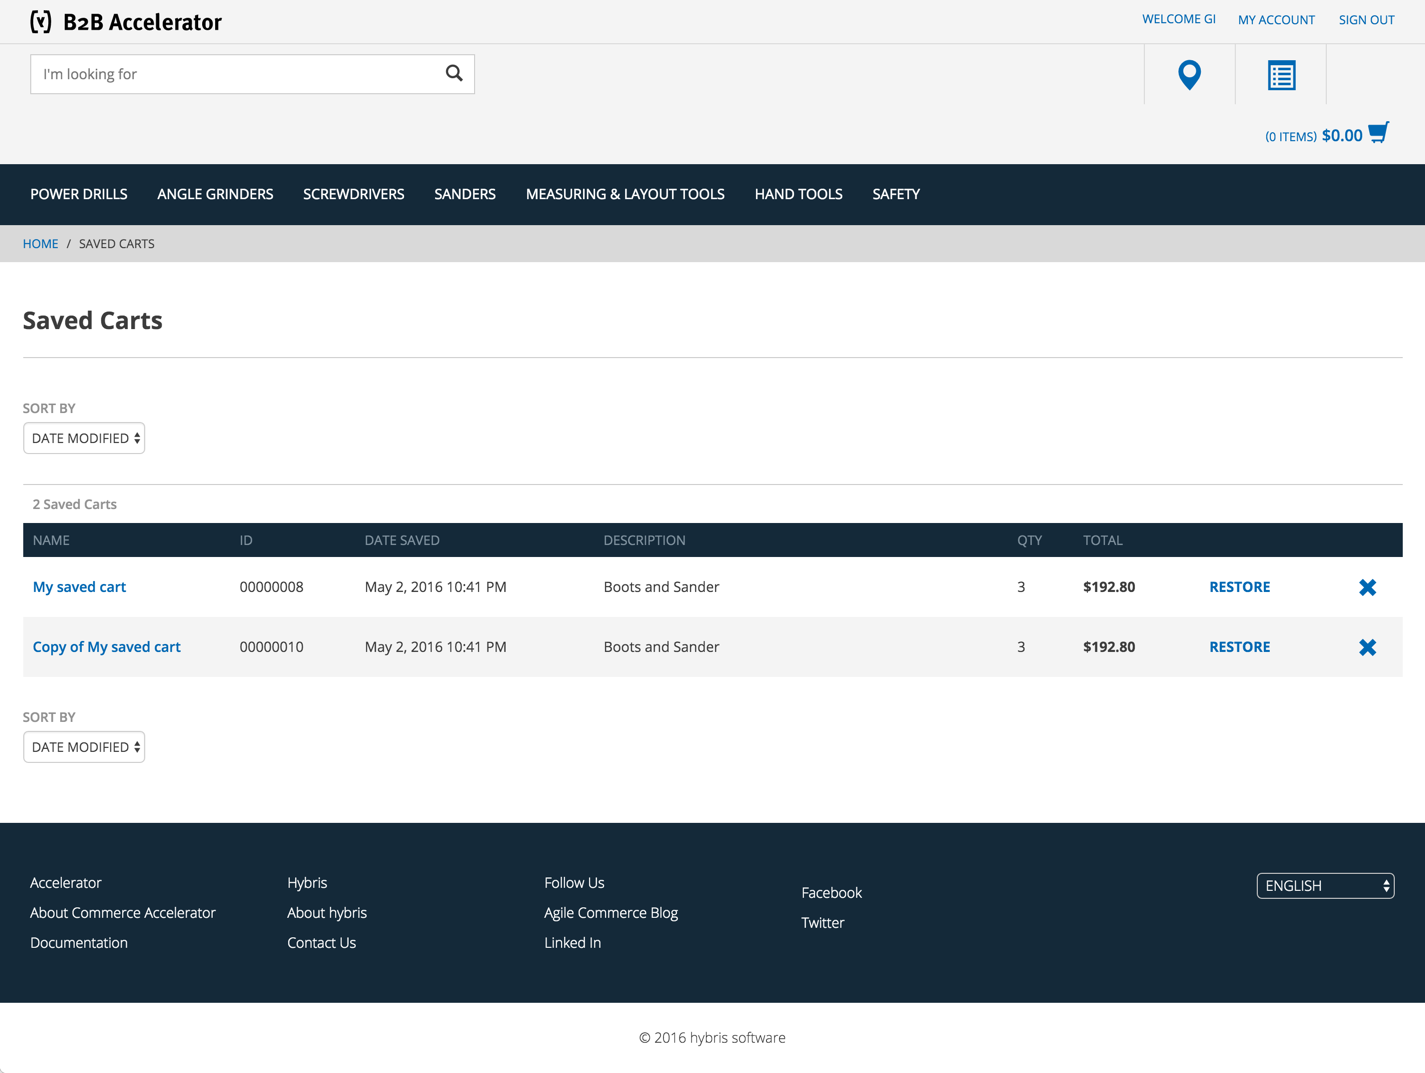 B2B Accelerator
WELCOME GI MY ACCOUNT SIGN OUT
I'm looking for
(0 ITEMS) $0.00
POWER DRILLS ANGLE GRINDERS SCREWDRIVERS SANDERS MEASURING & LAYOUT TOOLS HAND TOOLS SAFETY
HOME / SAVED CARTS
Saved Carts
SORT BY
DATE MODIFIED
2 Saved Carts
NAME ID DATE SAVED DESCRIPTION QTY TOTAL
My saved cart 00000008 May 2, 2016 10:41 PM Boots and Sander 3 $192.80 RESTORE
Copy of My saved cart 00000010 May 2, 2016 10:41 PM Boots and Sander 3 $192.80 RESTORE
SORT BY
DATE MODIFIED
Accelerator
About Commerce Accelerator
Documentation
Hybris
About hybris
Contact Us
Follow Us
Agile Commerce Blog
Linked In
Facebook
Twitter
ENGLISH
© 2016 hybris software